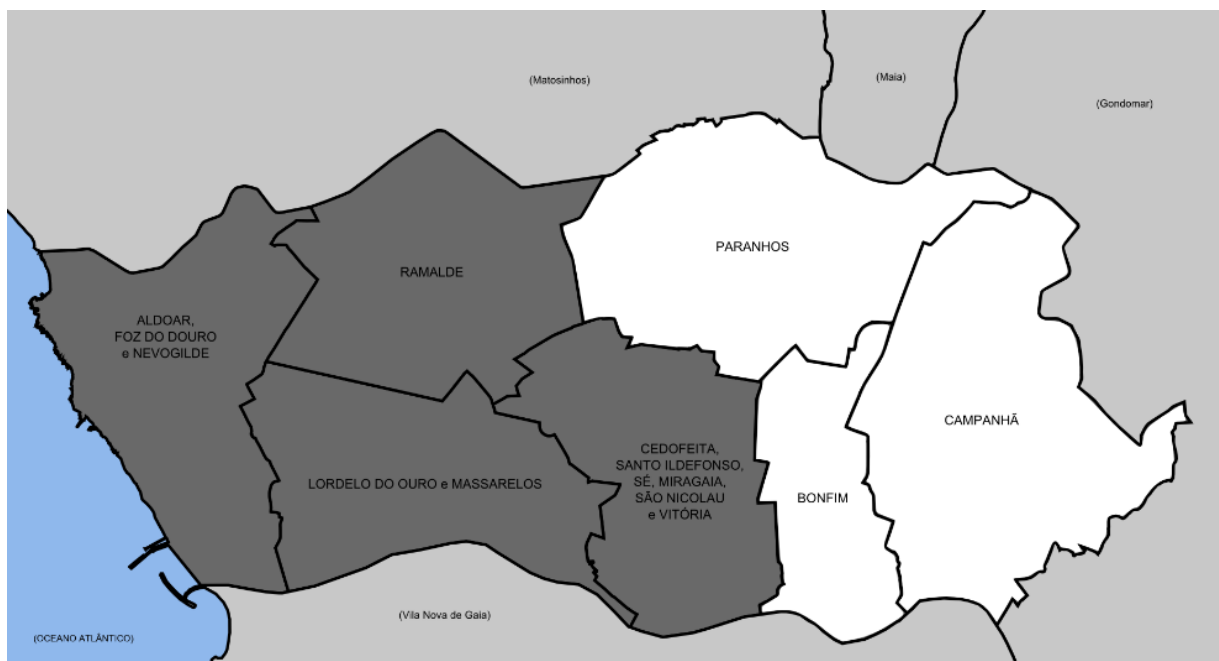 (Matosinhos)
(Maia)
(Gondomar)
PARANHOS
RAMALDE
ALDOAR,
FOZ DO DOURO
e NEVOGILDE
CAMPANHÃ
CEDOFEITA,
SANTO ILDEFONSO,
SÉ, MIRAGAIA,
SÃO NICOLAU
e VITÓRIA
LORDELO DO OURO e MASSARELOS
BONFIM
(Vila Nova de Gaia)
(OCEANO ATLÂNTICO)